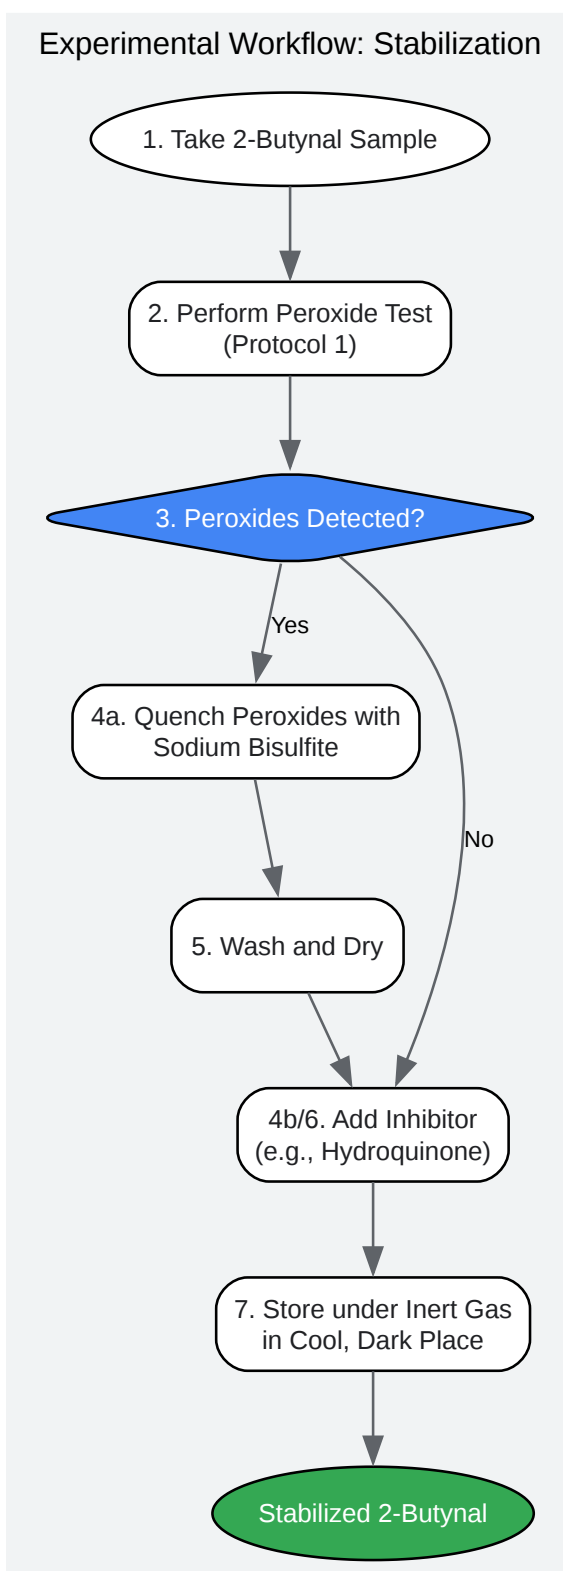 Experimental Workflow: Stabilization
1. Take 2-Butynal Sample
2. Perform Peroxide Test
(Protocol 1)
3. Peroxides Detected?
Yes
4a. Quench Peroxides with
Sodium Bisulfite
No
5. Wash and Dry
4b/6. Add Inhibitor
(e.g., Hydroquinone)
7. Store under Inert Gas
in Cool, Dark Place
Stabilized 2-Butynal